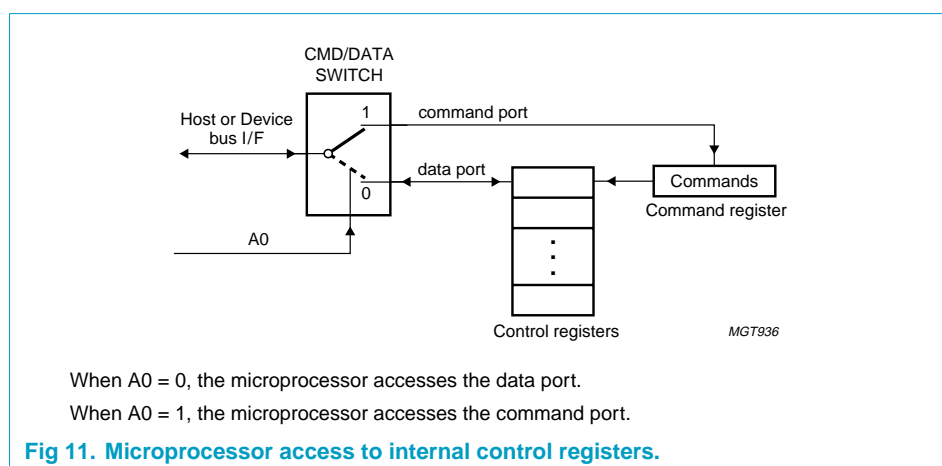 CMD/DATA
SWITCH
Host or Device
bus I/F
1
command port
data port
0
A0
Commands
Command register
Control registers
MGT936
When A0 = 0, the microprocessor accesses the data port.
When A0 = 1, the microprocessor accesses the command port.
Fig 11. Microprocessor access to internal control registers.